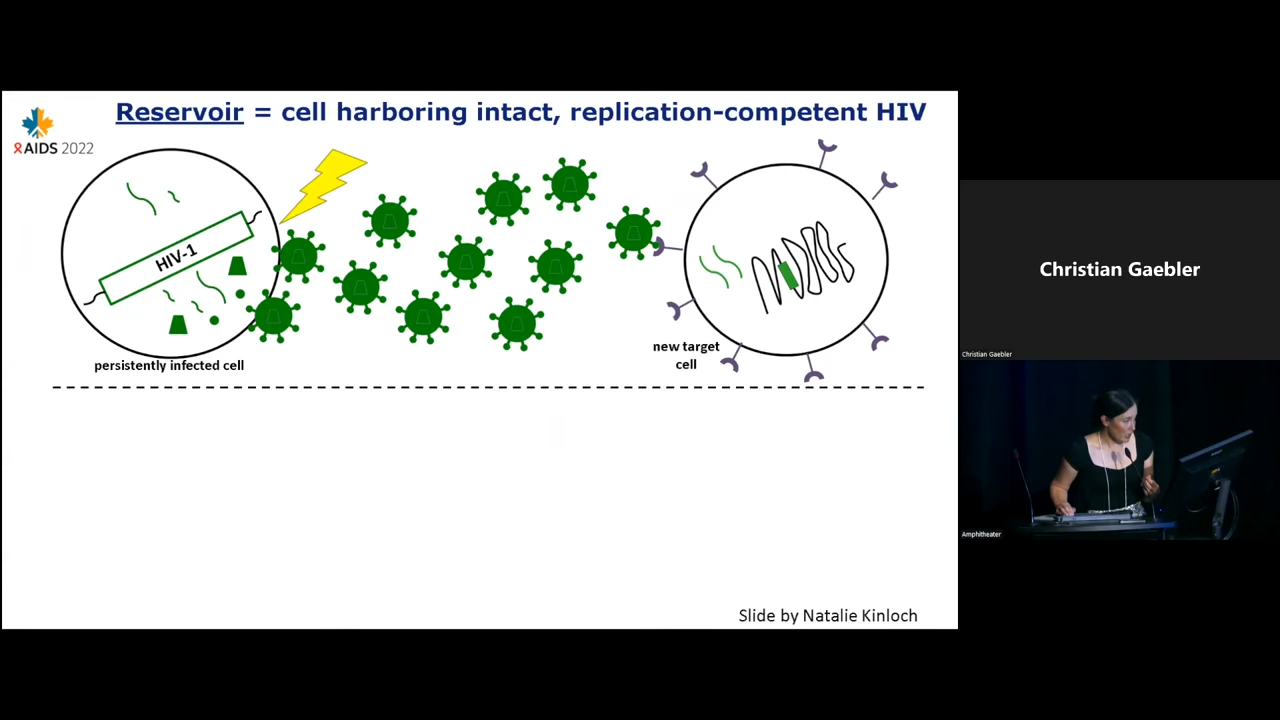 Reservoir = cell harboring intact, replication-competent HIV
AIDS 2022
HIV-1
persistently infected cell
new target
cell
Slide by Natalie Kinloch
Christian Gaebler
Christian Gaebler
Amphitheater